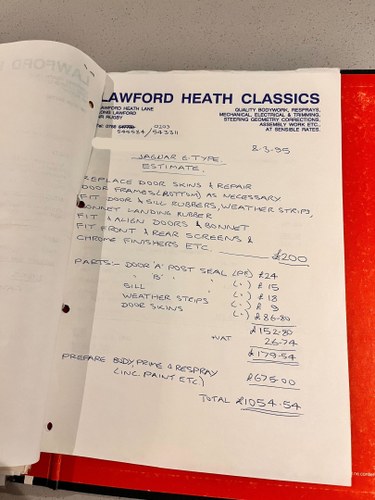 LAWFORD HEATH CLASSICS
LAWFORD HEATH LANE
LONG LAWFORD
RUGBY
QUALITY BODYWORK, RESPRAYS,
MECHANICAL, ELECTRICAL & TRIMMING,
STEERING GEOMETRY CORRECTIONS,
ASSEMBLY WORK ETC.,
AT SENSIBLE RATES.
0203
8.3.95
JAGUAR E-TYPE
ESTIMATE.
REPLACE DOOR SKINS & REPAIR
DOOR FRAMES (BOTTOM) AS NECESSARY
FIT DOOR & SILL RUBBERS, WEATHER STRIPS,
BONNET LANDING RUBBER
FIT & ALIGN DOORS & BONNET
FIT FRONT & REAR SCREENS &
CHROME FINISHERS ETC. £200
PARTS:- DOOR 'A' POST SEAL (PR) £24
" 'B' " " (") £15
SILL (") £18
WEATHER STRIPS (") £ 9
DOOR SKINS (") £86.80
£152.80
+VAT 26.74
£179.54
PREPARE BODY, PRIME & RESPRAY
(INC. PAINT ETC) £675.00
TOTAL £1054.54